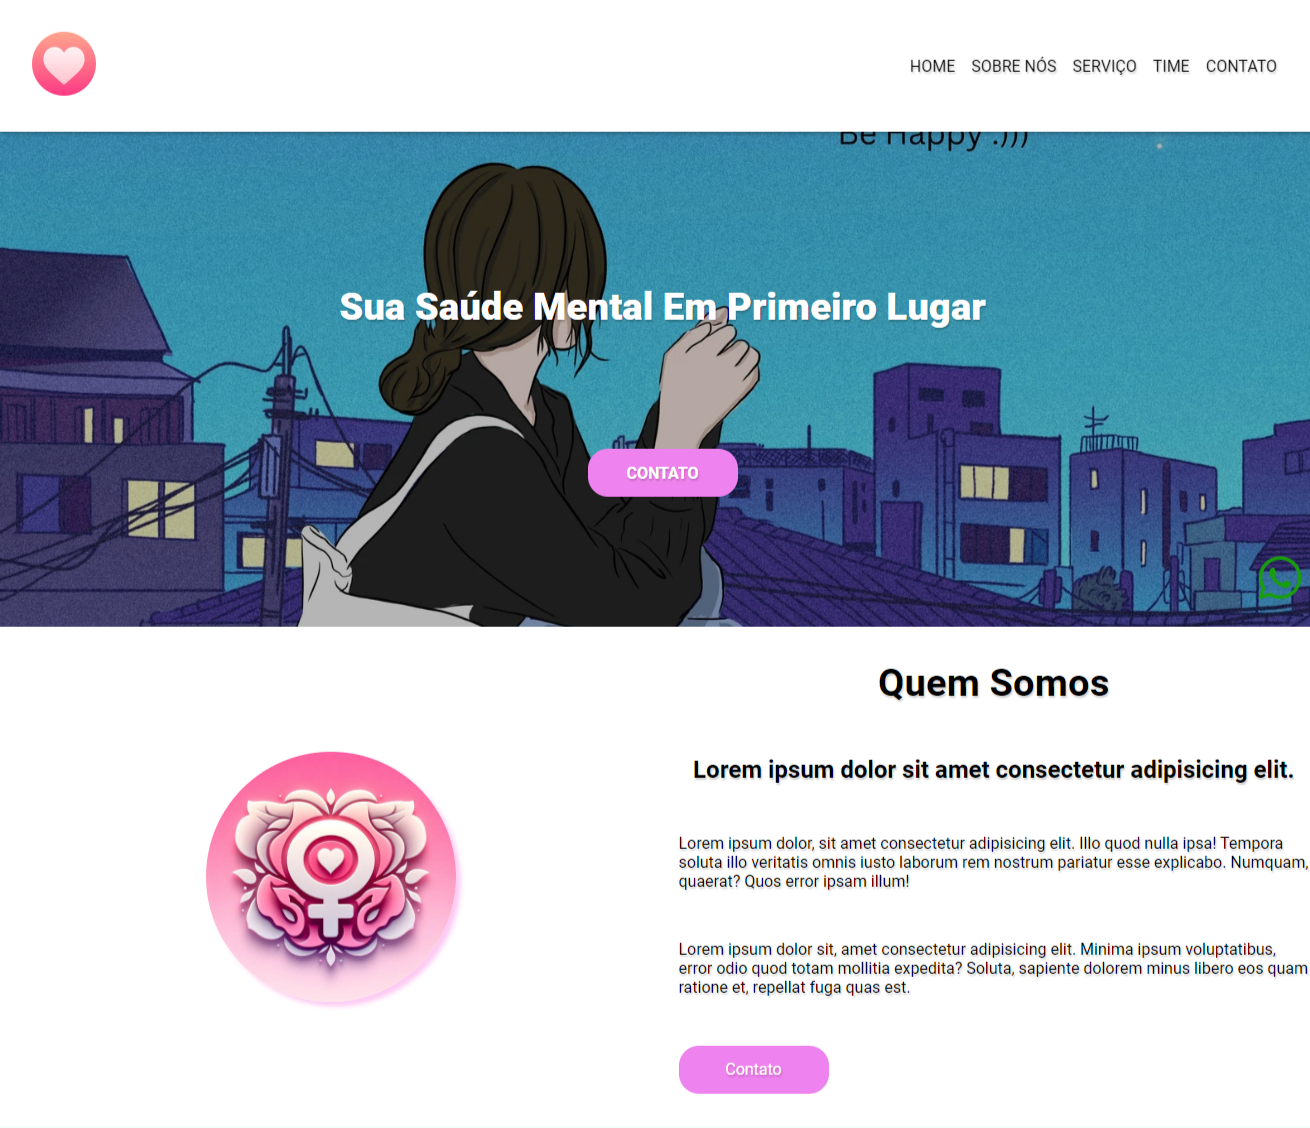 HOME SOBRE NÓS SERVIÇO TIME CONTATO
Be Happy :)))
Sua Saúde Mental Em Primeiro Lugar
CONTATO
Quem Somos
Lorem ipsum dolor sit amet consectetur adipisicing elit.
Lorem ipsum dolor, sit amet consectetur adipisicing elit. Illo quod nulla ipsa! Tempora
soluta illo veritatis omnis iusto laborum rem nostrum pariatur esse explicabo. Numquam,
quaerat? Quos error ipsam illum!
Lorem ipsum dolor sit, amet consectetur adipisicing elit. Minima ipsum voluptatibus,
error odio quod totam mollitia expedita? Soluta, sapiente dolorem minus libero eos quam
ratione et, repellat fuga quas est.
Contato